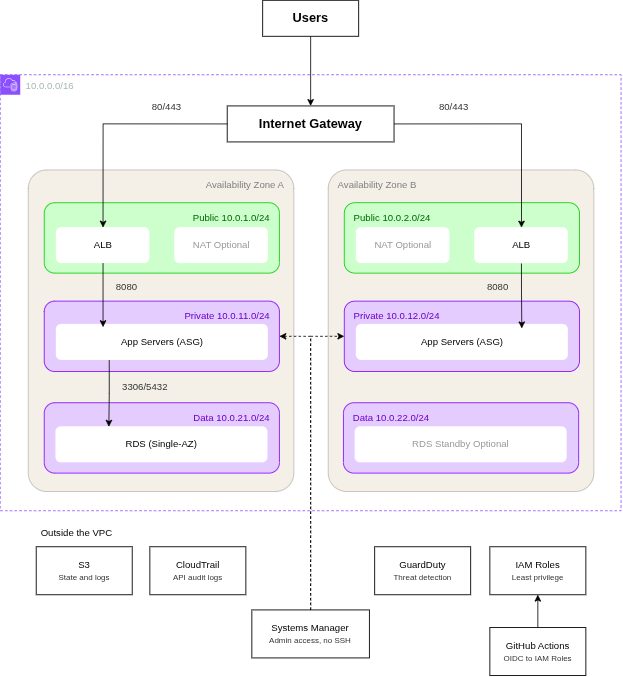 Users
10.0.0.0/16
80/443
80/443
Internet Gateway
Availability Zone A
Availability Zone B
Public 10.0.1.0/24
ALB
NAT Optional
Public 10.0.2.0/24
NAT Optional
ALB
8080
8080
Private 10.0.11.0/24
App Servers (ASG)
Private 10.0.12.0/24
App Servers (ASG)
3306/5432
Data 10.0.21.0/24
RDS (Single-AZ)
Data 10.0.22.0/24
RDS Standby Optional
Outside the VPC
S3
State and logs
CloudTrail
API audit logs
GuardDuty
Threat detection
IAM Roles
Least privilege
Systems Manager
Admin access, no SSH
GitHub Actions
OIDC to IAM Roles